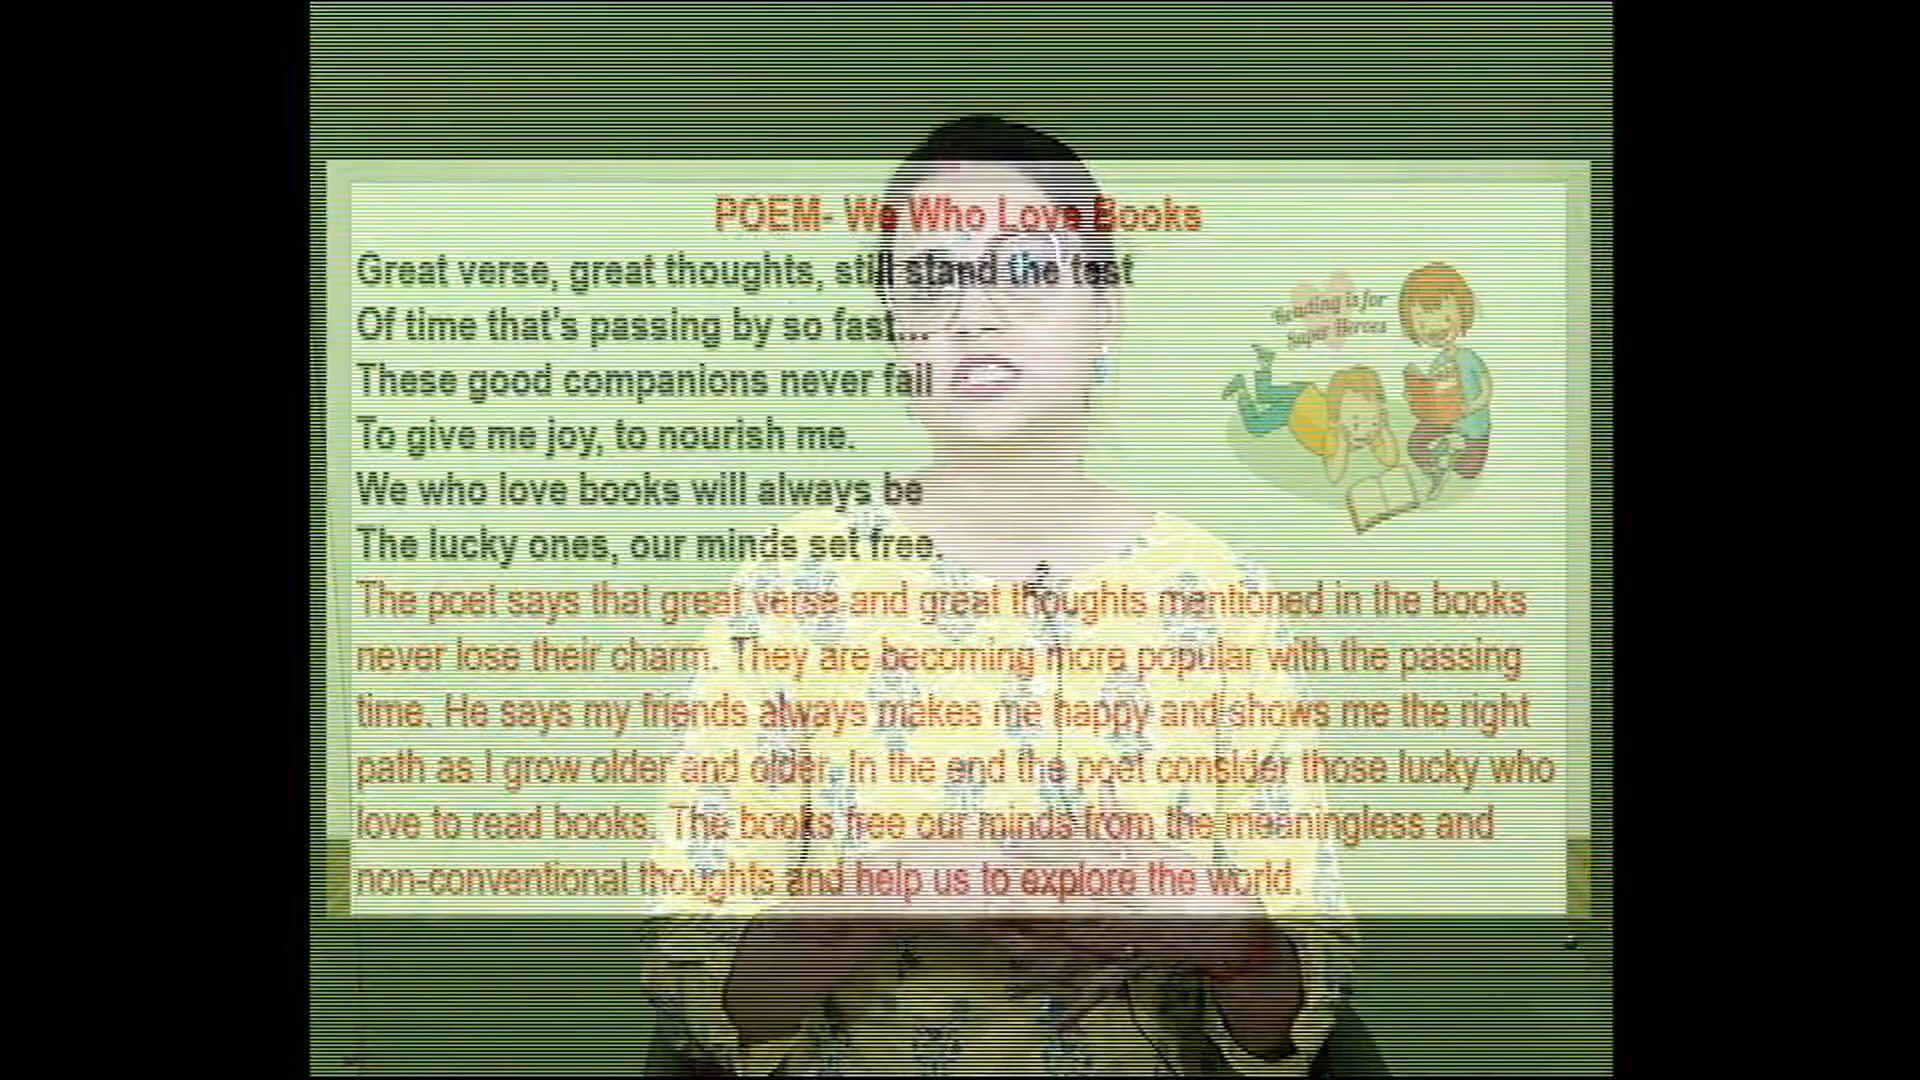 POEM- We Who Love Books
Great verse, great thoughts, still stand the test
Of time that's passing by so fast...
These good companions never fail
To give me joy, to nourish me.
We who love books will always be
The lucky ones, our minds set free.
Reading is for
Super Heroes
The poet says that great verse and great thoughts mentioned in the books
never lose their charm. They are becoming more popular with the passing
time. He says my friends always makes me happy and shows me the right
path as I grow older and older. In the end the poet consider those lucky who
love to read books. The books free our minds from the meaningless and
non-conventional thoughts and help us to explore the world.